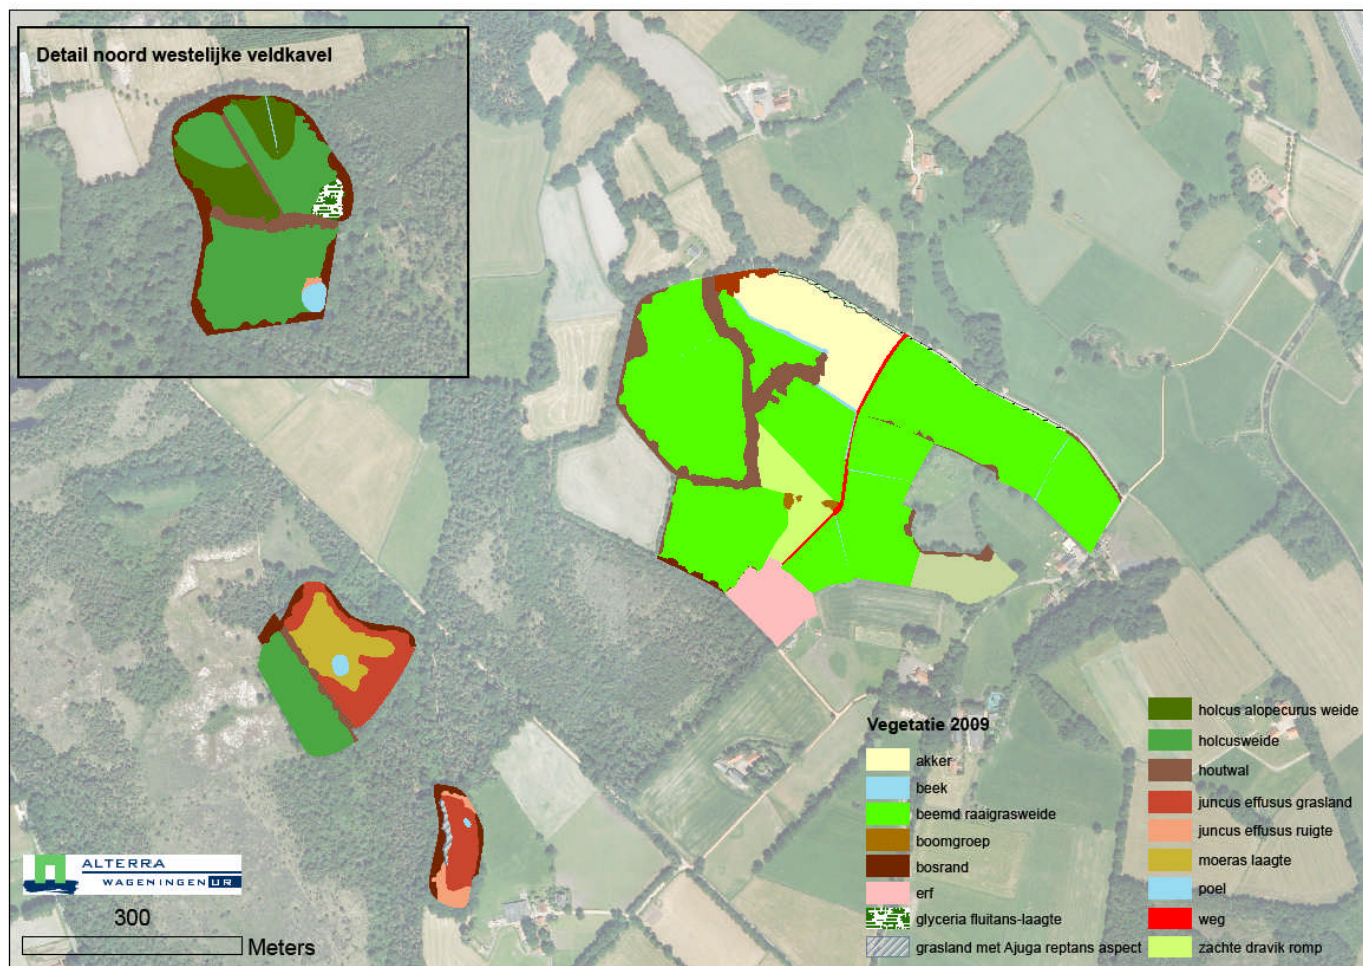 Detail noord westelijke veldkavel
Vegetatie 2009
akker
beek
beemd raaigrasweide
boomgroep
bosrand
erf
glyceria fluitans-laagte
grasland met Ajuga reptans aspect
holcus alopecurus weide
holcusweide
houtwal
juncus effusus grasland
juncus effusus ruigte
moeras laagte
poel
weg
zachte dravik romp
ALTERRA
WAGENINGEN UR
300
Meters